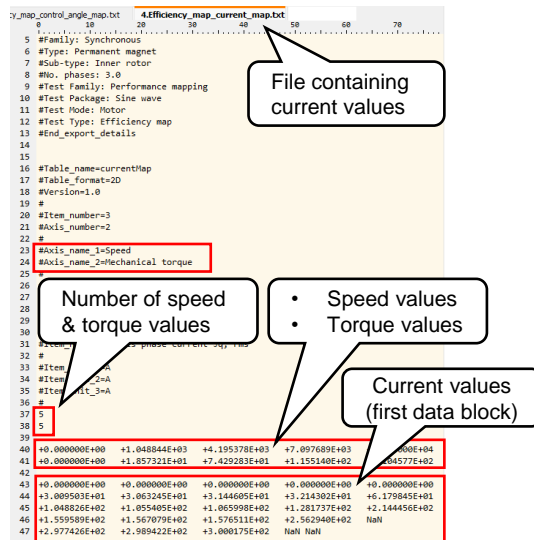 cy_map_control_angle_map.txt 4.Efficiency_map_current_map.txt
0 10 20 30 40 50 60 70
5 #Family: Synchronous
6 #Type: Permanent magnet
7 #Sub-type: Inner rotor
8 #No. phases: 3.0
9 #Test Family: Performance mapping
10 #Test Package: Sine wave
11 #Test Mode: Motor
12 #Test Type: Efficiency map
13 #End_export_details
14
15
16 #Table_name=currentMap
17 #Table_format=2D
18 #Version=1.0
19 #
20 #Item_number=3
21 #Axis_number=2
22 #
23 #Axis_name_1=Speed
24 #Axis_name_2=Mechanical torque
25 #
26
27
28
29
30
31 phase current Jq, rms
32 #
33 =A
34 _2=A
35 _3=A
36 #
37 5
38 5
39
40 +0.000000E+00 +1.048844E+03 +4.195378E+03 +7.097689E+03
41 +0.000000E+00 +1.857321E+01 +7.429283E+01 +1.155140E+02
42
43 +0.000000E+00 +0.000000E+00 +0.000000E+00 +0.000000E+00 +0.000000E+00
44 +3.009503E+01 +3.063245E+01 +3.144605E+01 +3.214302E+01 +6.179845E+01
45 +1.048826E+02 +1.055405E+02 +1.065998E+02 +1.281737E+02 +2.144456E+02
46 +1.559589E+02 +1.567079E+02 +1.576511E+02 +2.562940E+02 NaN
47 +2.977426E+02 +2.989422E+02 +3.000175E+02 NaN NaN
File containing
current values
Number of speed
& torque values
• Speed values
• Torque values
Current values
(first data block)